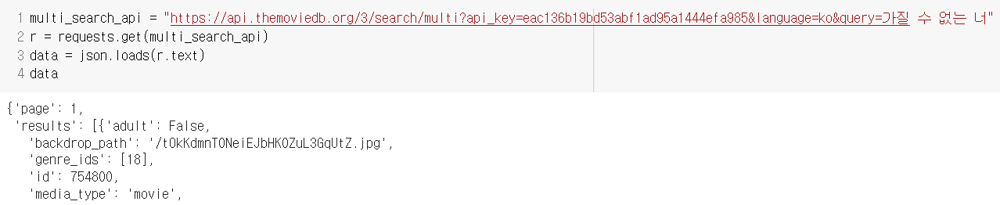 1 multi_search_api = "https://api.themoviedb.org/3/search/multi?api_key=eac136b19bd53abf1ad95a1444efa985&language=ko&query=가질 수 없는 너"
2 r = requests.get(multi_search_api)
3 data = json.loads(r.text)
4 data
{'page': 1,
'results': [{'adult': False,
'backdrop_path': '/tOkKdmnTONeiEJbHKOZuL3GqUtZ.jpg',
'genre_ids': [18],
'id': 754800,
'media_type': 'movie',